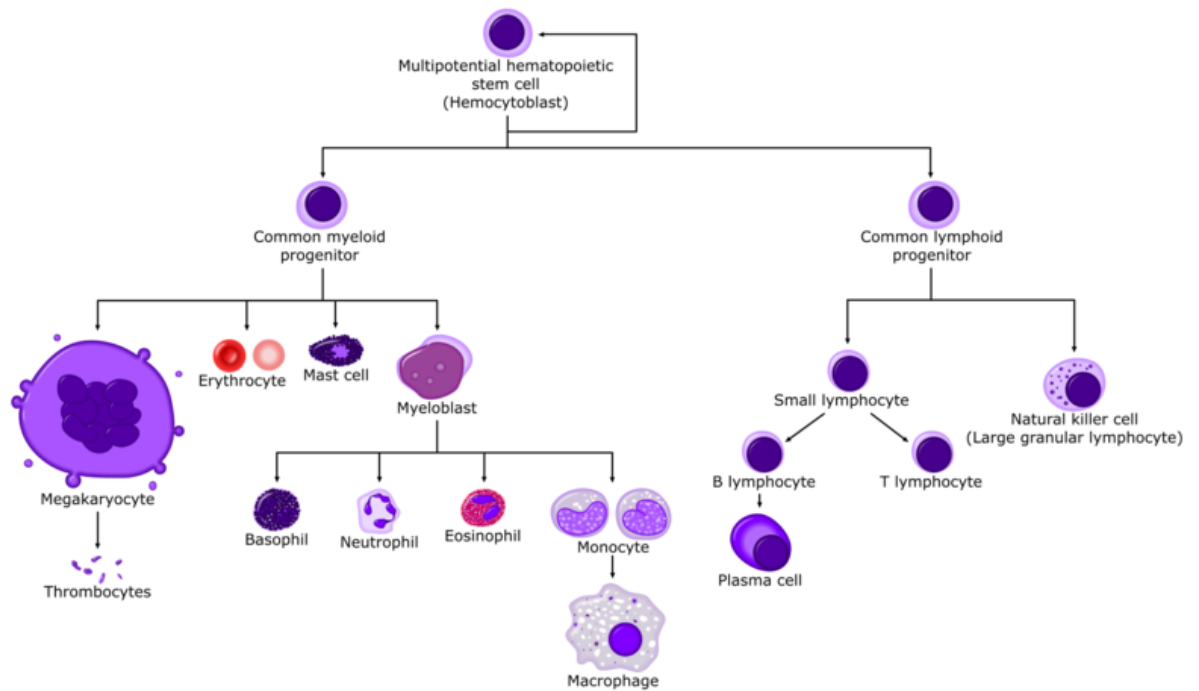 Multipotential hematopoietic
stem cell
(Hemocytoblast)
Common myeloid
progenitor
Common lymphoid
progenitor
Erythrocyte
Mast cell
Myeloblast
Small lymphocyte
Natural killer cell
(Large granular lymphocyte)
Megakaryocyte
B lymphocyte
T lymphocyte
Basophil
Neutrophil
Eosinophil
Monocyte
Plasma cell
Thrombocytes
Macrophage